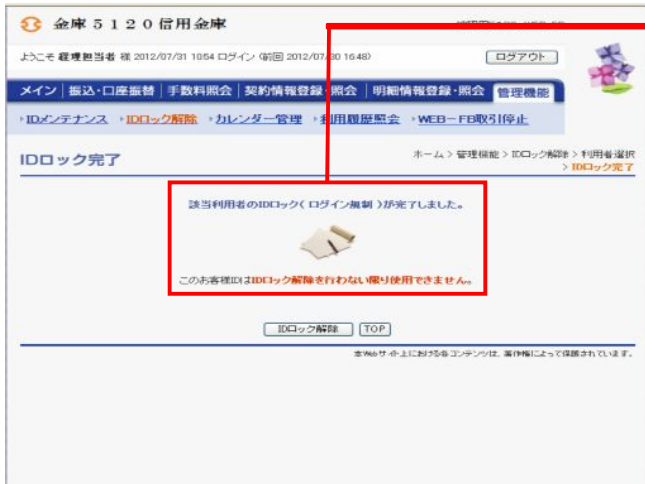 金庫５１２０信用金庫
ようこそ 経理担当者 様 2012/07/31 1054 ログイン (前回 2012/07/30 16:48)
ログアウト
メイン 振込・口座振替 手数料照会 契約情報登録・照会 明細情報登録・照会 管理機能
IDメンテナンス IDロック解除 カレンダー管理 利用履歴照会 WEB－FB取引停止
IDロック完了
ホーム > 管理機能 > IDロック解除 > 利用者選択
> IDロック完了
該当利用者のIDロック( ログイン規制 )が完了しました。
このお客様IDはIDロック解除を行わない限り使用できません。
IDロック解除 TOP
本Webサイト上における各コンテンツは、著作権によって保護されています。